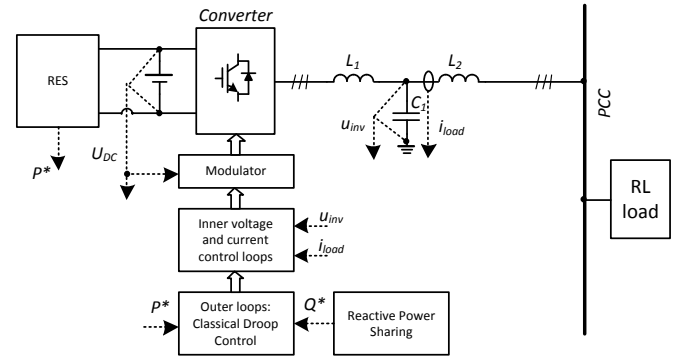 Converter
RES
L1
L2
PCC
C1
uinv
iload
UDC
P*
Modulator
RL
load
Inner voltage
and current
control loops
uinv
iload
P*
Outer loops:
Classical Droop
Control
Q*
Reactive Power
Sharing